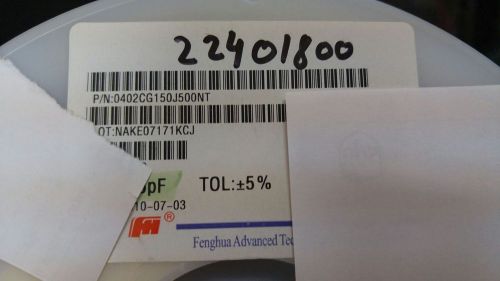 22401800
P/N:0402CG150J500NT
OT:NAKE07171KCJ
pF TOL:±5%
10-07-03
®
Fenghua Advanced Tec